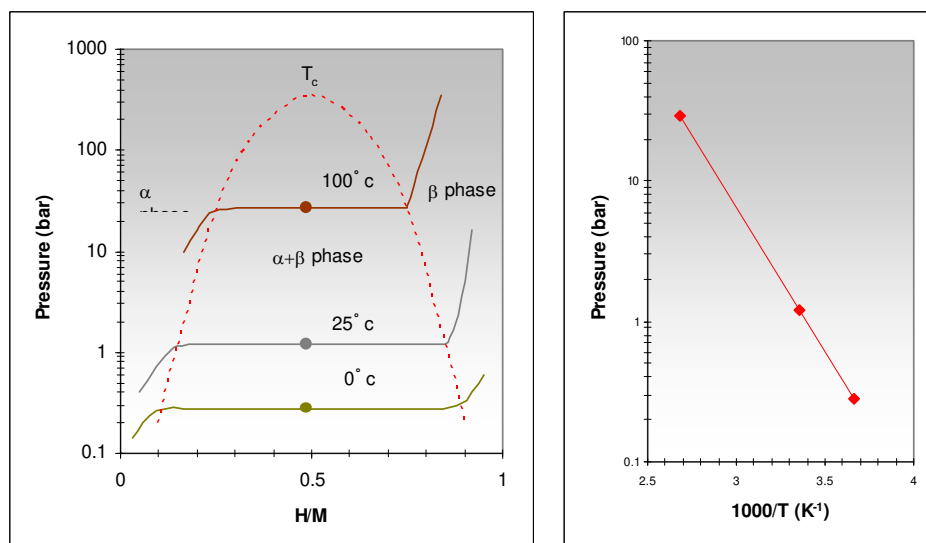 1000
100
10
1
0.1
Pressure (bar)
T_c
100° c
α
β phase
α+β phase
25° c
0° c
0
0.5
1
H/M
100
10
1
0.1
Pressure (bar)
2.5
3
3.5
4
1000/T (K⁻¹)